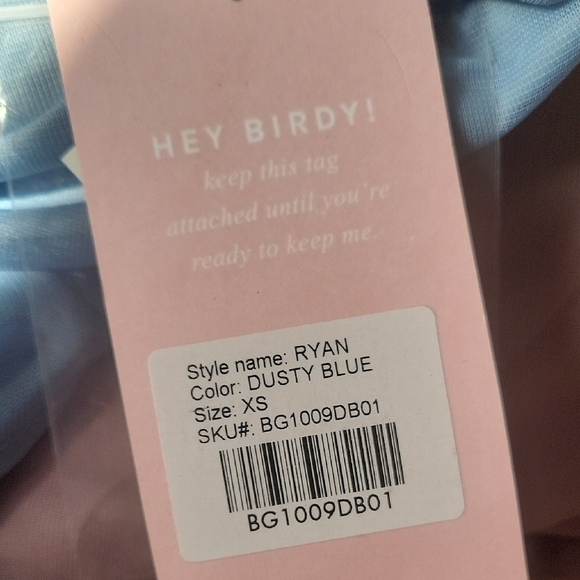 HEY BIRDY!
keep this tag
attached until you're
ready to keep me.
Style name: RYAN
Color: DUSTY BLUE
Size: XS
SKU#: BG1009DB01
BG1009DB01